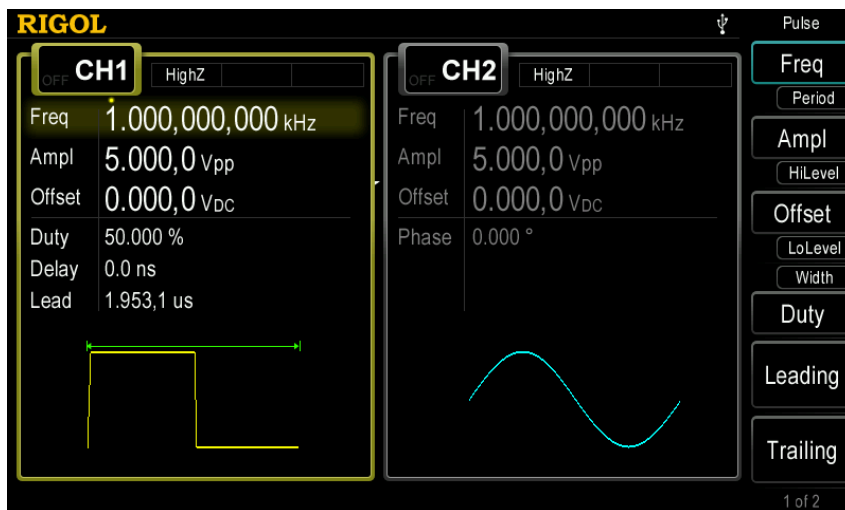 RIGOL
Pulse
OFF CH1 HighZ
Freq 1.000,000,000 kHz
Ampl 5.000,0 Vpp
Offset 0.000,0 VDC
Duty 50.000 %
Delay 0.0 ns
Lead 1.953,1 us
OFF CH2 HighZ
Freq 1.000,000,000 kHz
Ampl 5.000,0 Vpp
Offset 0.000,0 VDC
Phase 0.000 °
Freq
Period
Ampl
HiLevel
Offset
LoLevel
Width
Duty
Leading
Trailing
1 of 2